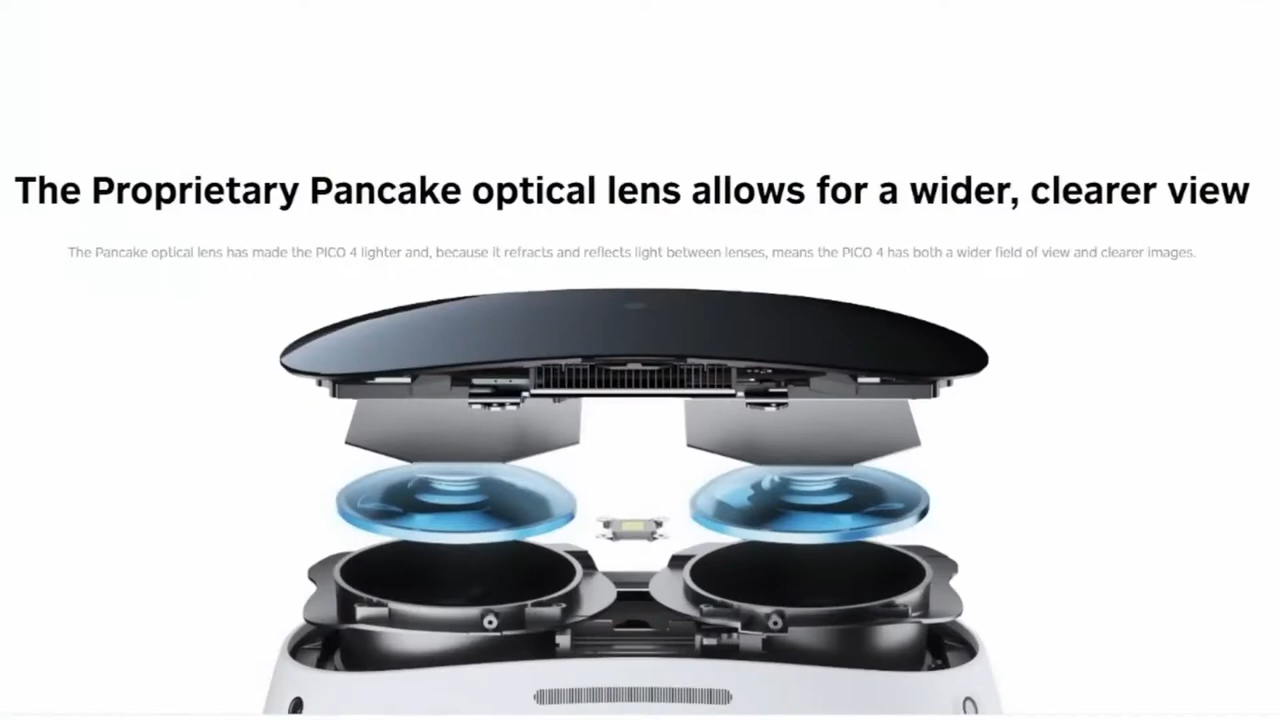 The Proprietary Pancake optical lens allows for a wider, clearer view
The Pancake optical lens has made the PICO 4 lighter and, because it refracts and reflects light between lenses, means the PICO 4 has both a wider field of view and clearer images.